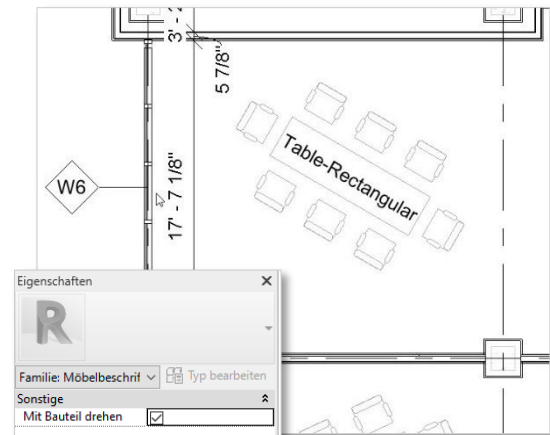 3' - 2
5 7/8"
Table-Rectangular
W6
17' - 7 1/8"
Eigenschaften
R
Familie: Möbelbeschrif
Typ bearbeiten
Sonstige
Mit Bauteil drehen